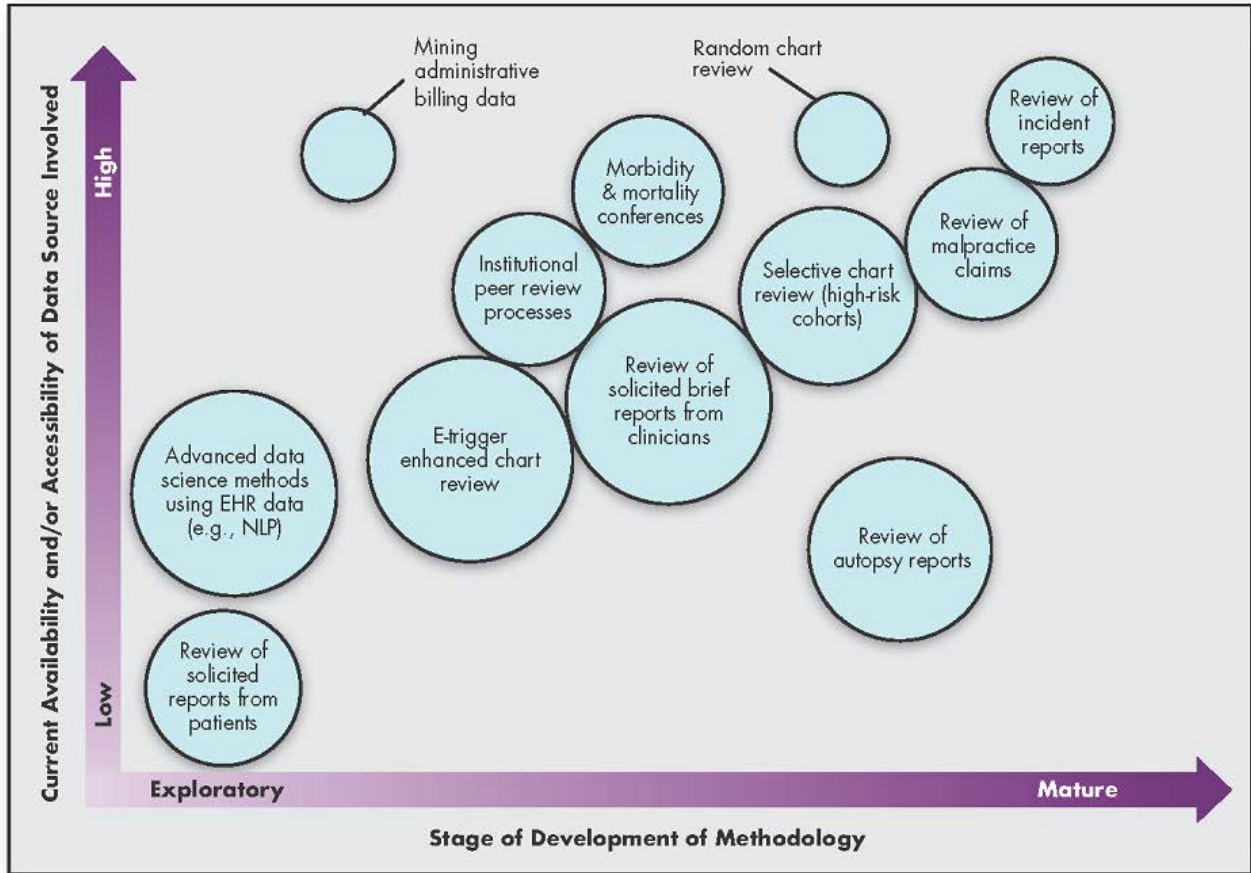 Current Availability and/or Accessibility of Data Source Involved
High
Low
Mining
administrative
billing data
Random chart
review
Review of
incident
reports
Morbidity
& mortality
conferences
Review of
malpractice
claims
Institutional
peer review
processes
Selective chart
review (high-risk
cohorts)
Review of
solicited brief
reports from
clinicians
E-trigger
enhanced chart
review
Advanced data
science methods
using EHR data
(e.g., NLP)
Review of
autopsy reports
Review of
solicited
reports from
patients
Exploratory
Mature
Stage of Development of Methodology